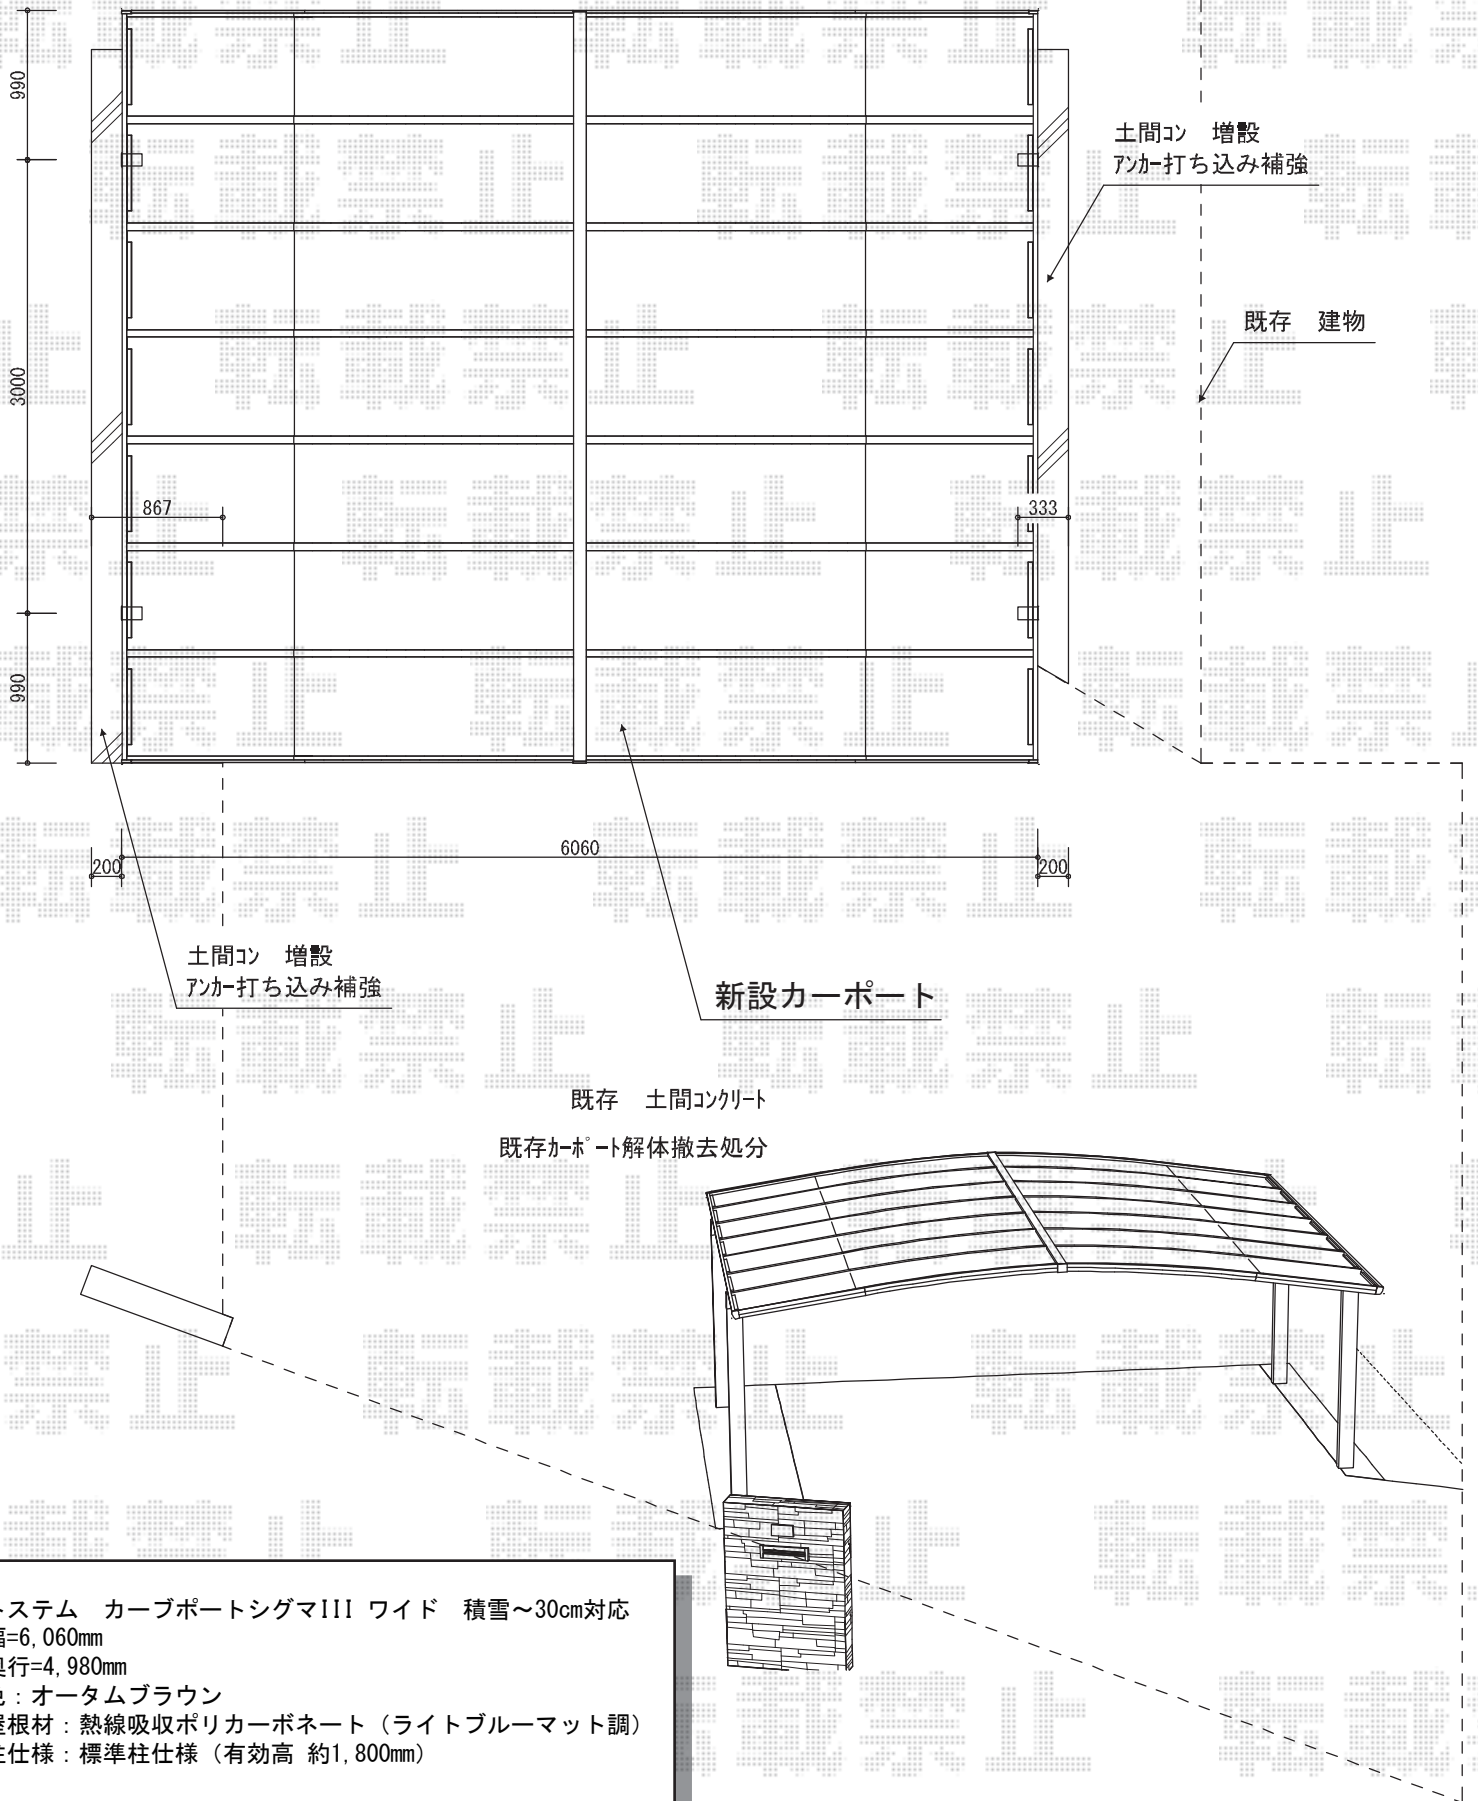 990
3000
990
土間コン 増設
アンカー打ち込み補強
既存 建物
867
333
200
6060
200
土間コン 増設
アンカー打ち込み補強
新設カーポート
既存 土間コンクリート
既存カーポート解体撤去処分
ステム カーブポートシグマIII ワイド 積雪～30cm対応
=6,060mm
行=4,980mm
：オータムブラウン
根材：熱線吸収ポリカーボネート（ライトブルーマット調）
仕様：標準柱仕様（有効高 約1,800mm）
転載禁止